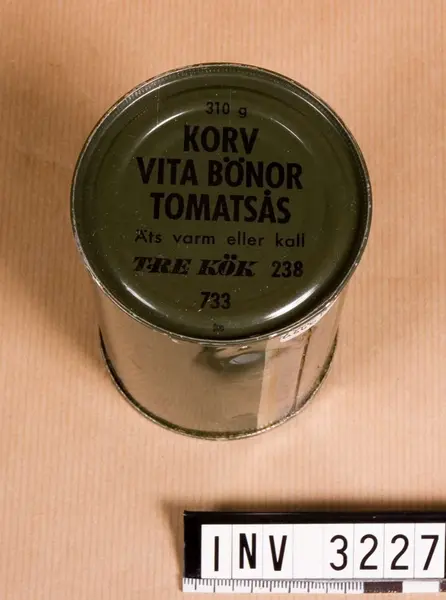 310 g
KORV
VITA BÖNOR
TOMATSÅS
Äts varm eller kall
TRE KÖK 238
733
INV 3227